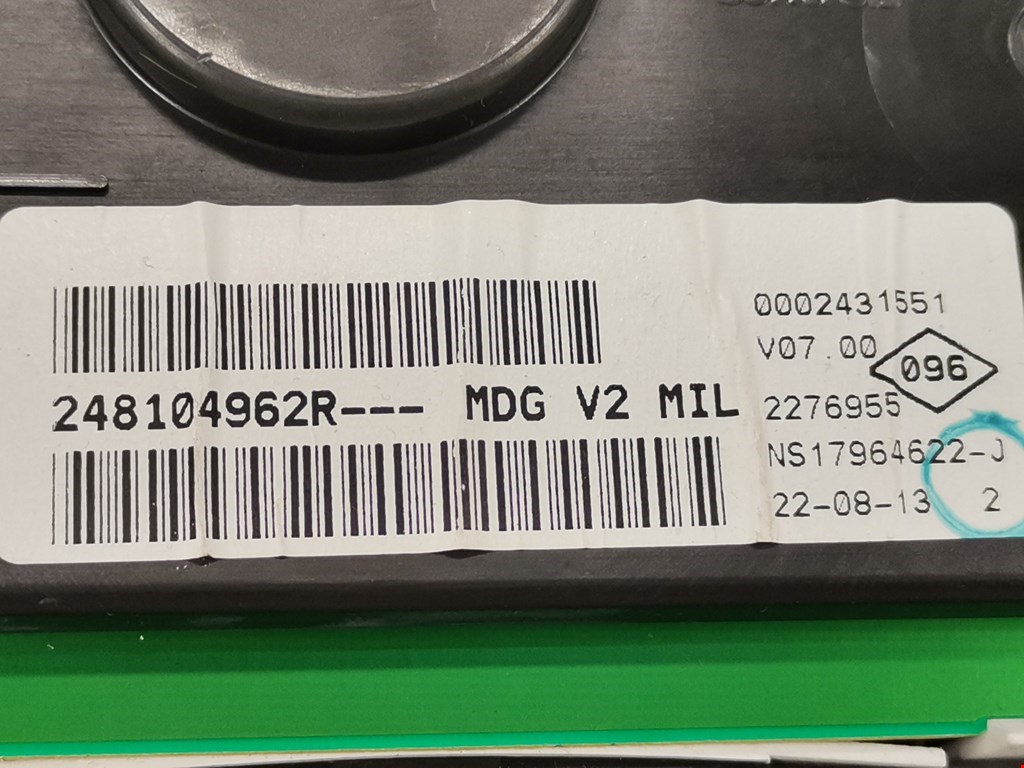 0002431551
V07.00
096
248104962R--- MDG V2 MIL
2276955
NS17964622-J
22-08-13 2